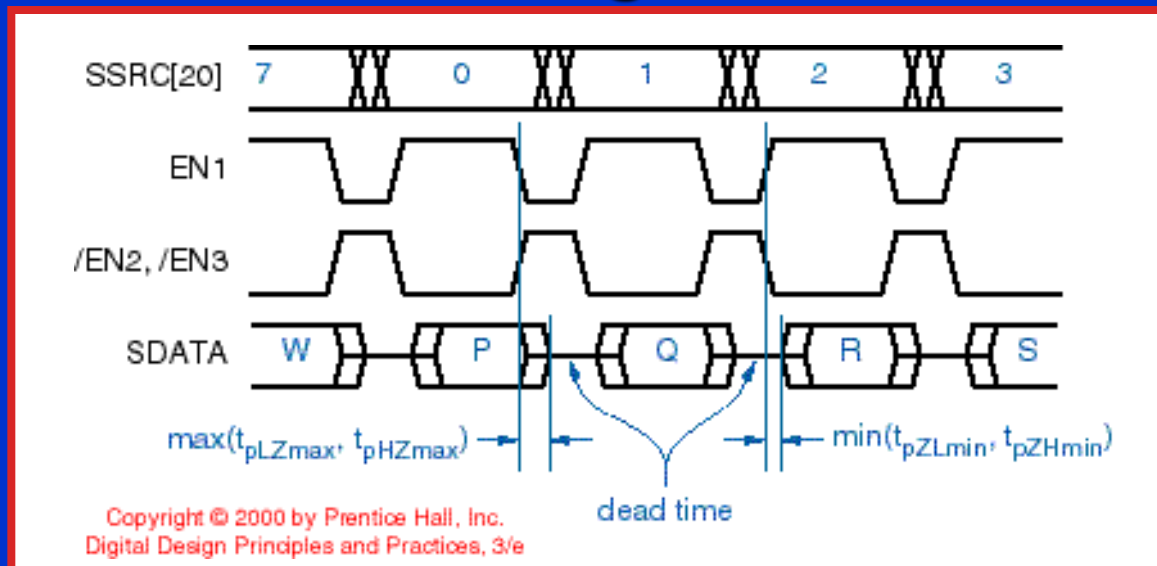 SSRC[20] 7 0 1 2 3
EN1
/EN2, /EN3
SDATA W P Q R S
max(tpLZmax, tpHZmax)
min(tpZLmin, tpZHmin)
dead time
Copyright © 2000 by Prentice Hall, Inc.
Digital Design Principles and Practices, 3/e